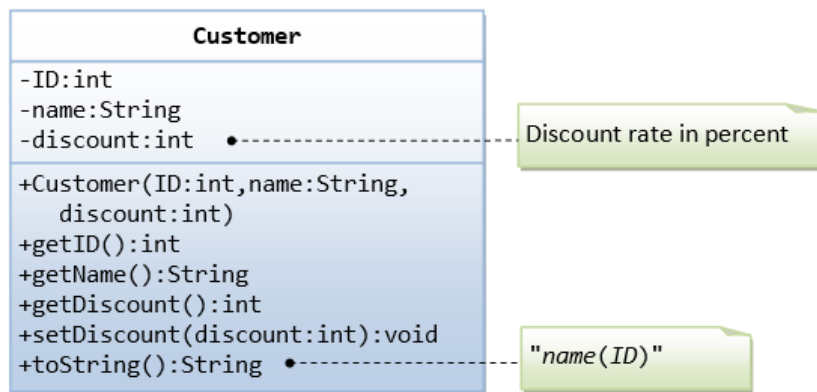 Customer
-ID:int
-name:String
-discount:int
Discount rate in percent
+Customer(ID:int,name:String,
discount:int)
+getID():int
+getName():String
+getDiscount():int
+setDiscount(discount:int):void
+toString():String
"name(ID)"